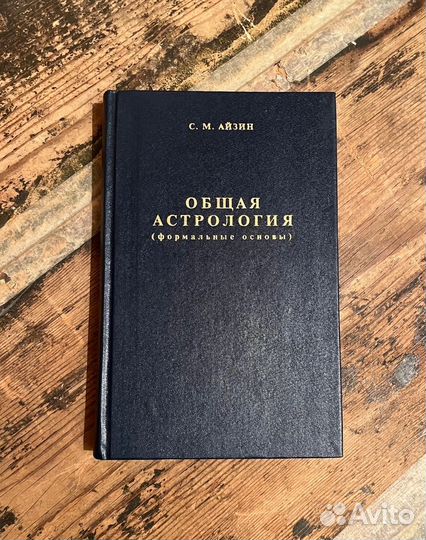 С. М. АЙЗИН
ОБЩАЯ
АСТРОЛОГИЯ
(формальные основы)
Avito